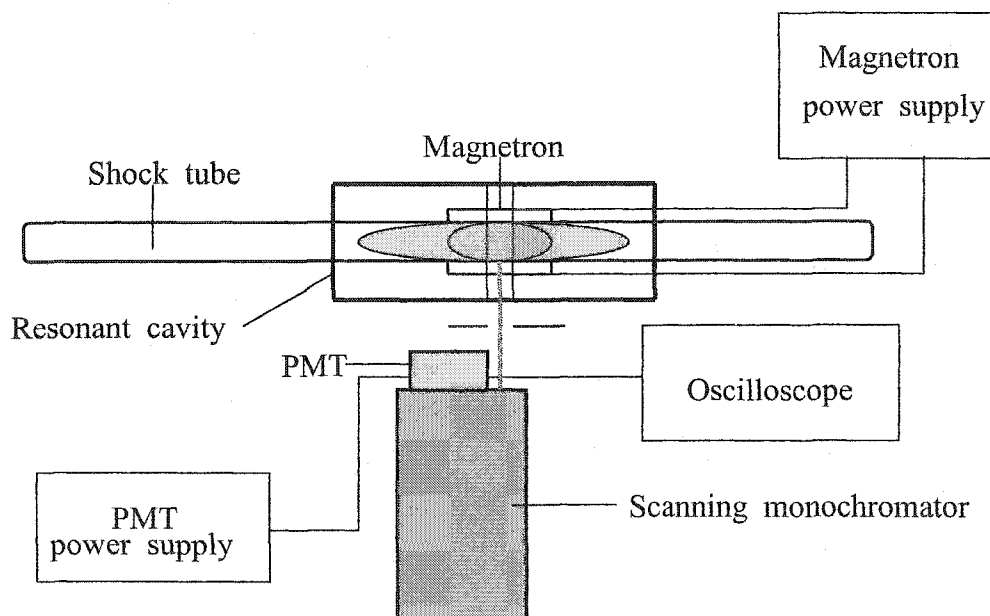 Magnetron
power supply
Magnetron
Shock tube
Resonant cavity
PMT
Oscilloscope
Scanning monochromator
PMT
power supply